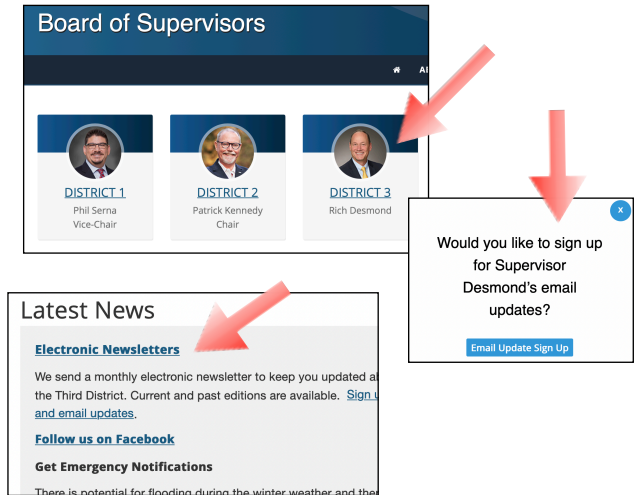 Board of Supervisors
DISTRICT 1
Phil Serna
Vice-Chair
DISTRICT 2
Patrick Kennedy
Chair
DISTRICT 3
Rich Desmond
X
Would you like to sign up
for Supervisor
Desmond's email
updates?
Email Update Sign Up
Latest News
Electronic Newsletters
We send a monthly electronic newsletter to keep you updated
the Third District. Current and past editions are available. Sign
and email updates.
Follow us on Facebook
Get Emergency Notifications
There is potential for flooding during the winter weather and